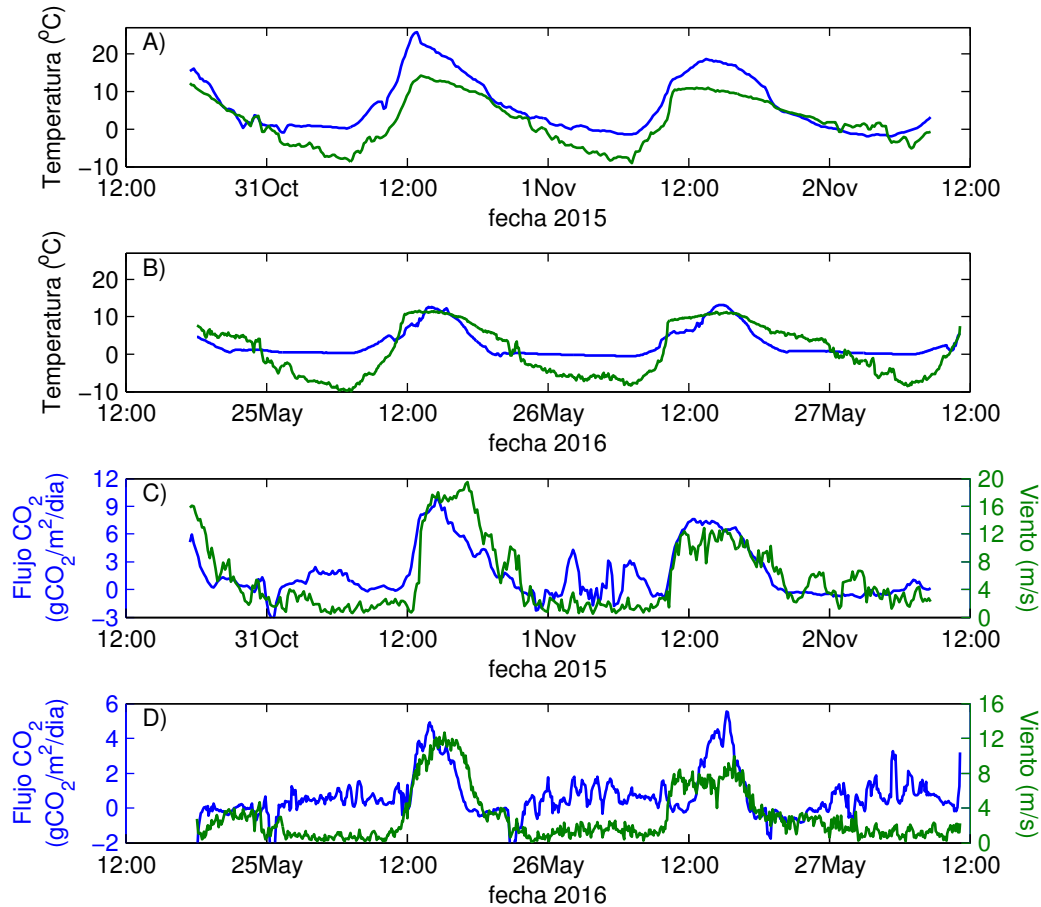 A)
Temperatura (⁰C)
20
10
0
−10
12:00 31Oct 12:00 1Nov 12:00 2Nov 12:00
fecha 2015
B)
Temperatura (⁰C)
20
10
0
−10
12:00 25May 12:00 26May 12:00 27May 12:00
fecha 2016
C)
Flujo CO₂
(gCO₂/m²/dia)
12
9
6
3
0
−3
20
16
12
8
4
0
Viento (m/s)
12:00 31Oct 12:00 1Nov 12:00 2Nov 12:00
fecha 2015
D)
Flujo CO₂
(gCO₂/m²/dia)
6
4
2
0
−2
16
12
8
4
0
Viento (m/s)
12:00 25May 12:00 26May 12:00 27May 12:00
fecha 2016